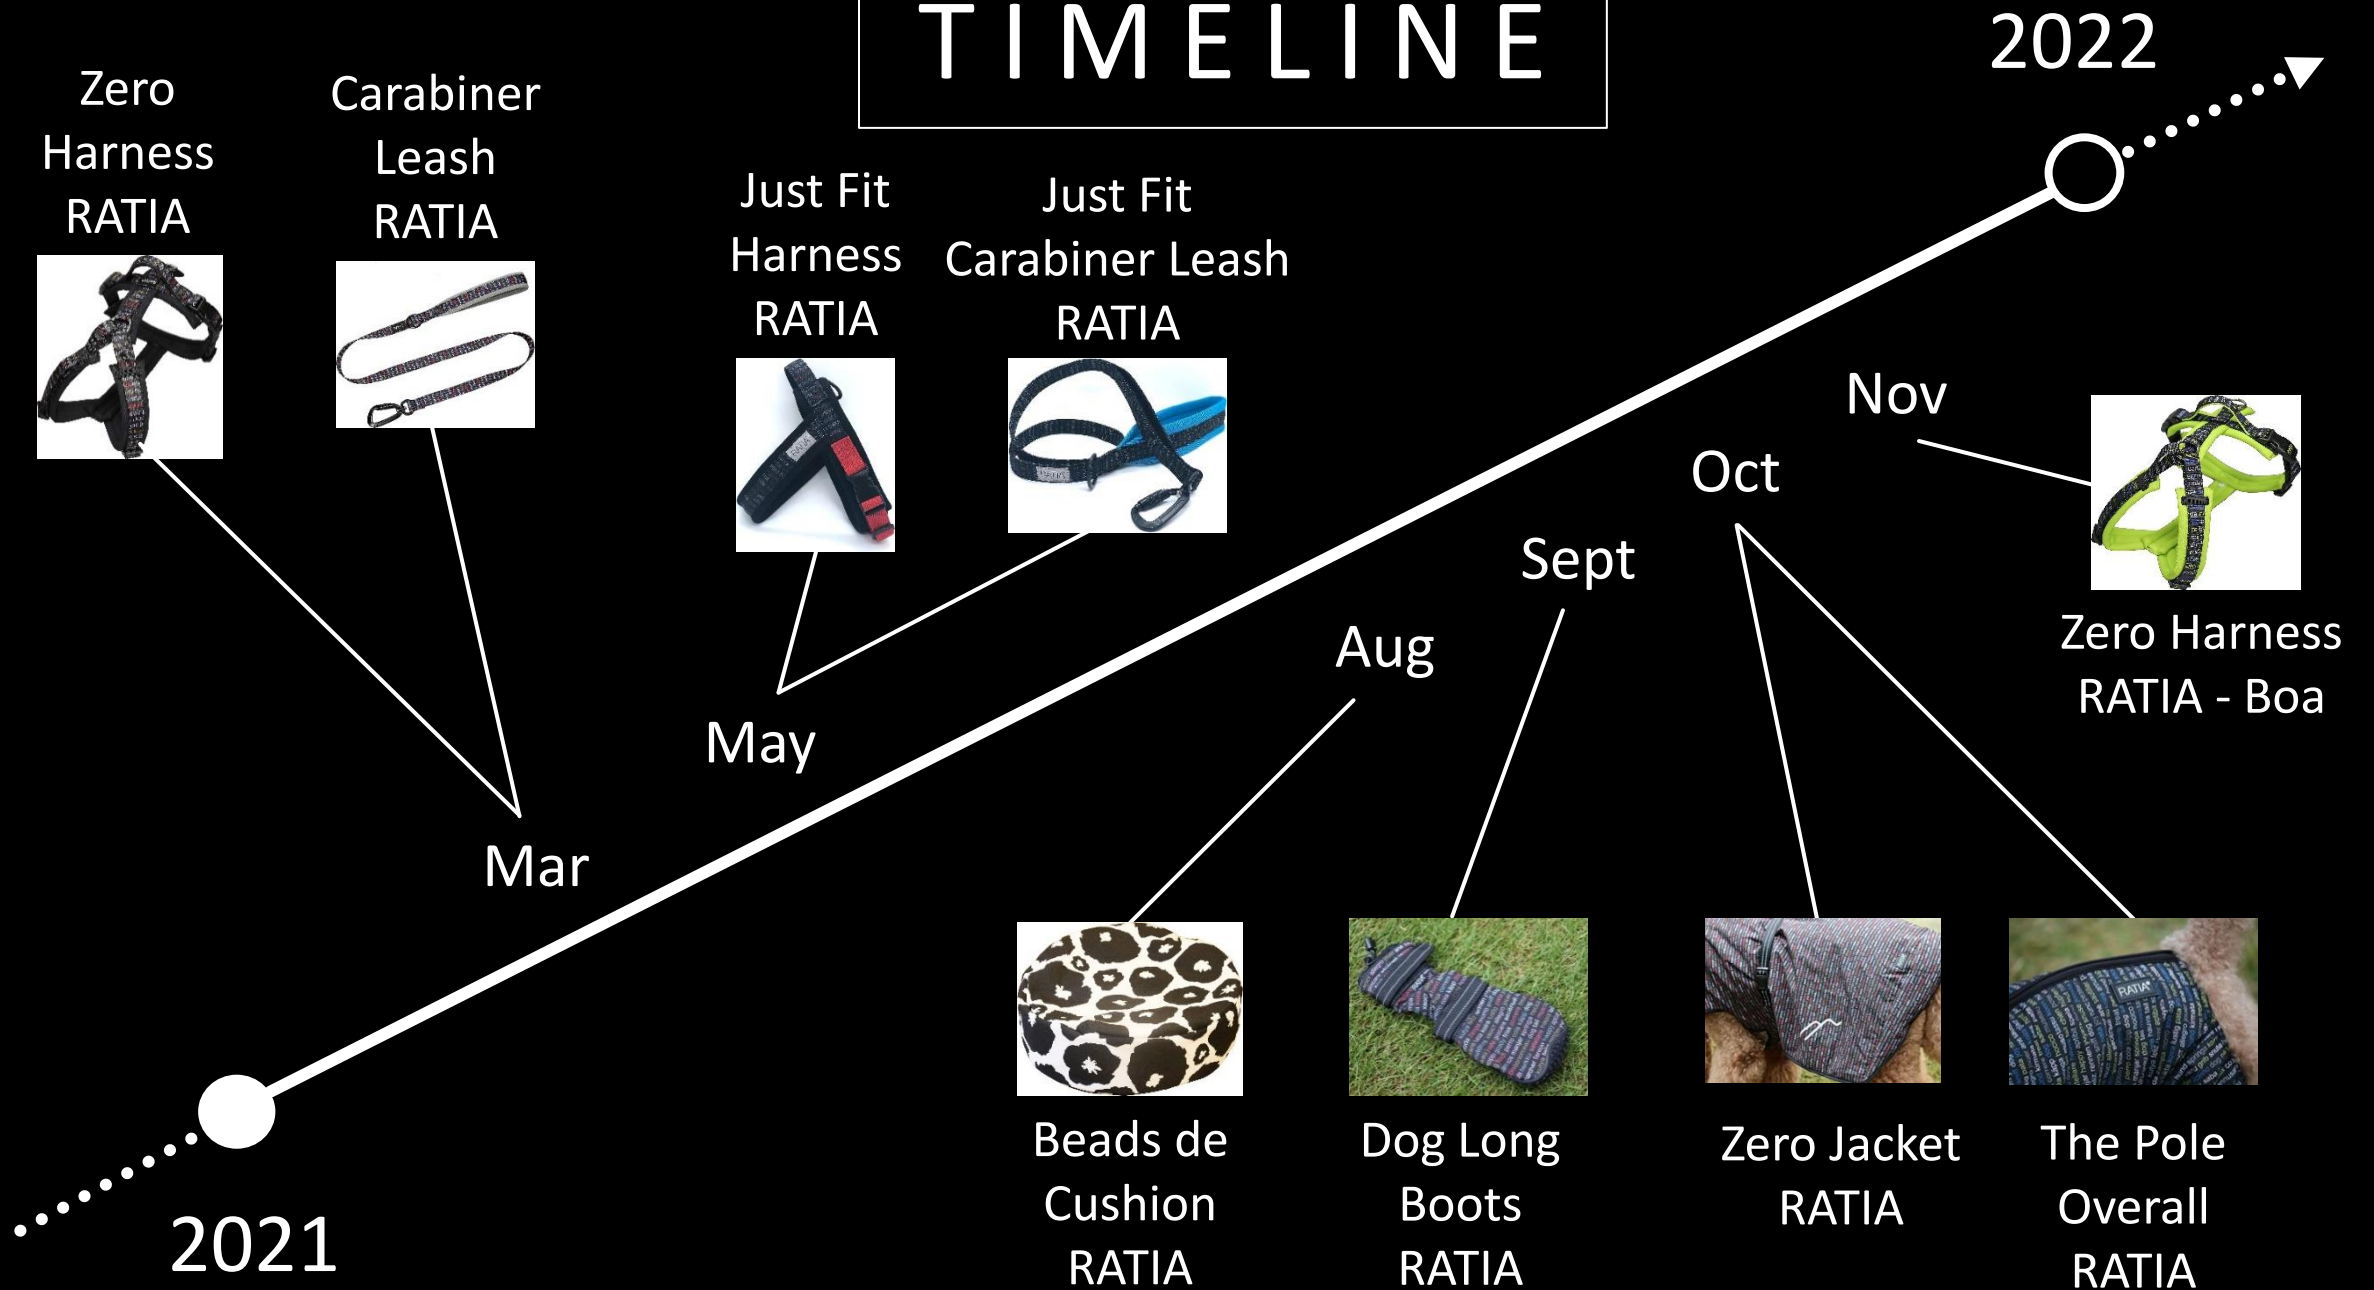 TIMELINE
2022
Zero
Harness
RATIA
Carabiner
Leash
RATIA
Just Fit
Harness
RATIA
Just Fit
Carabiner Leash
RATIA
Nov
Oct
Sept
Aug
May
Mar
Zero Harness
RATIA - Boa
RATIA
Beads de
Cushion
RATIA
Dog Long
Boots
RATIA
Zero Jacket
RATIA
The Pole
Overall
RATIA
2021